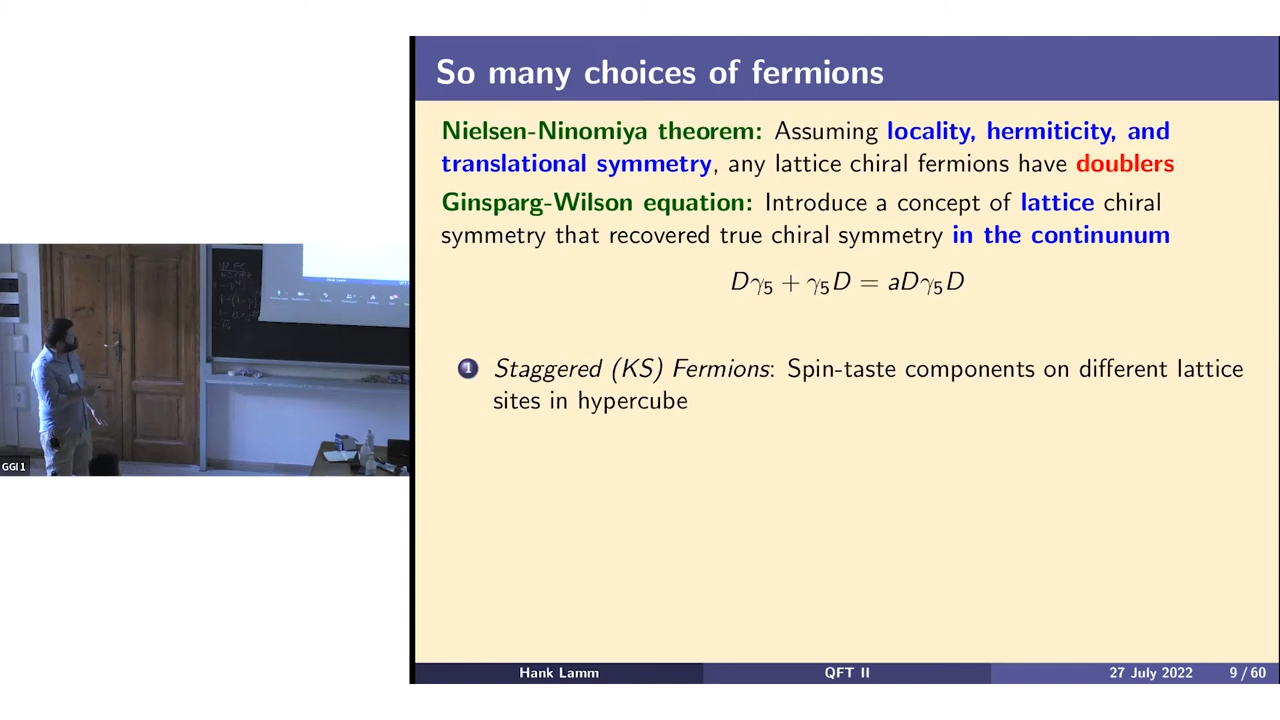 So many choices of fermions
Nielsen-Ninomiya theorem: Assuming locality, hermiticity, and
translational symmetry, any lattice chiral fermions have doublers
Ginsparg-Wilson equation: Introduce a concept of lattice chiral
symmetry that recovered true chiral symmetry in the continunum
Dγ₅ + γ₅D = aDγ₅D
1 Staggered (KS) Fermions: Spin-taste components on different lattice
sites in hypercube
GGI 1
Hank Lamm QFT II 27 July 2022 9 / 60